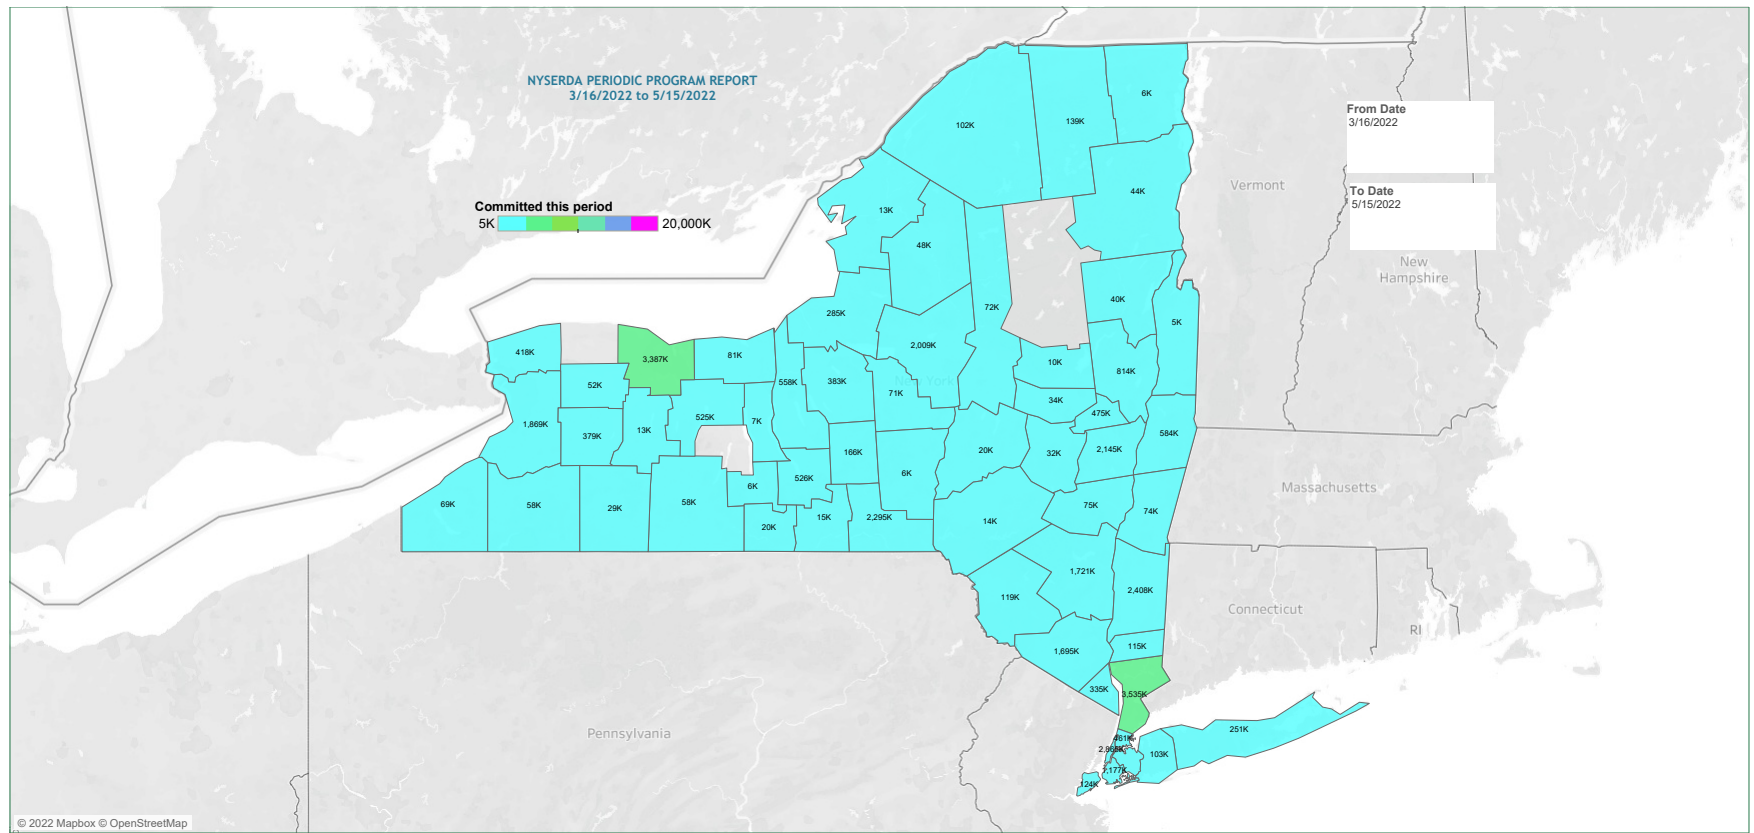 NYSERDA PERIODIC PROGRAM REPORT
3/16/2022 to 5/15/2022
From Date
3/16/2022
To Date
5/15/2022
Committed this period
5K 20,000K
Vermont
New
Hampshire
Massachusetts
Connecticut
RI
Pennsylvania
New York
6K
102K
139K
44K
13K
48K
72K
40K
285K
5K
2,009K
418K
3,387K
81K
10K
814K
558K
383K
52K
71K
34K
475K
525K
7K
1,869K
379K
13K
584K
20K
32K
2,145K
166K
6K
526K
6K
69K
58K
29K
58K
75K
74K
20K
15K
2,295K
14K
1,721K
2,408K
119K
115K
1,695K
335K
3,535K
251K
461K
103K
124K
© 2022 Mapbox © OpenStreetMap